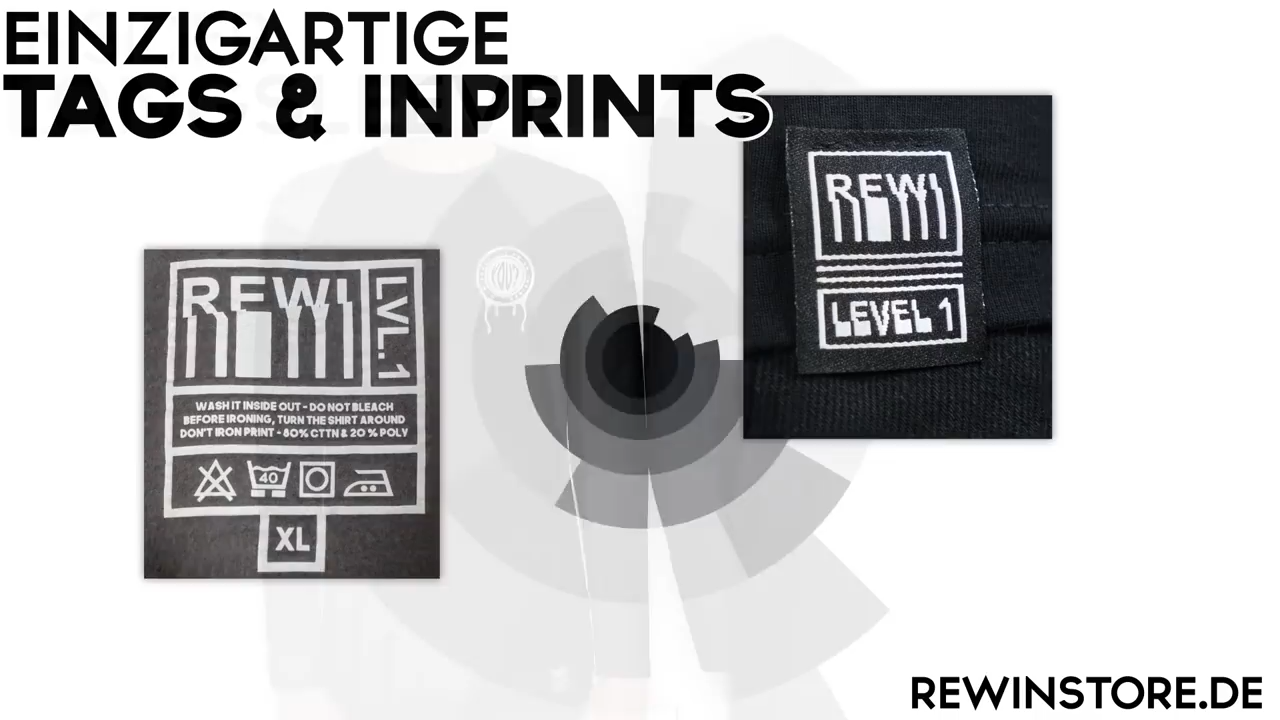 EINZIGARTIGE
TAGS & INPRINTS
REWI
LVL.1
WASH IT INSIDE OUT - DO NOT BLEACH
BEFORE IRONING, TURN THE SHIRT AROUND
DON'T IRON PRINT - 80% CTTN & 20 % POLY
40
XL
REWI
LEVEL 1
REWINSTORE.DE